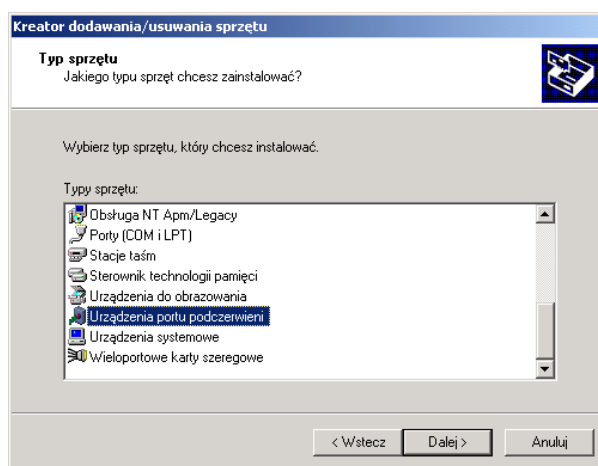 Kreator dodawania/usuwania sprzętu
Typ sprzętu
Jakiego typu sprzęt chcesz zainstalować?
Wybierz typ sprzętu, który chcesz instalować.
Typy sprzętu:
Obsługa NT Apm/Legacy
Porty (COM i LPT)
Stacje taśm
Sterownik technologii pamięci
Urządzenia do obrazowania
Urządzenia portu podczerwieni
Urządzenia systemowe
Wieloportowe karty szeregowe
< Wstecz
Dalej >
Anuluj